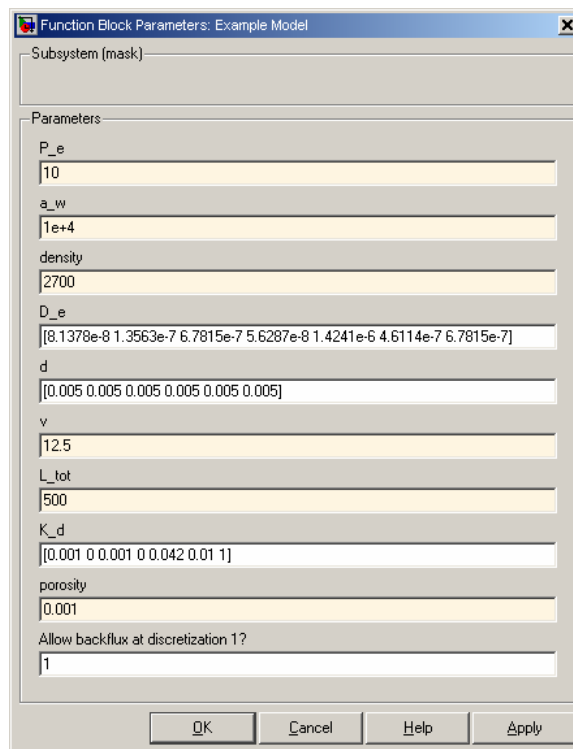 Function Block Parameters: Example Model
Subsystem (mask)
Parameters
P_e
10
a_w
1e+4
density
2700
D_e
[8.1378e-8 1.3563e-7 6.7815e-7 5.6287e-8 1.4241e-6 4.6114e-7 6.7815e-7]
d
[0.005 0.005 0.005 0.005 0.005 0.005]
v
12.5
L_tot
500
K_d
[0.001 0 0.001 0 0.042 0.01 1]
porosity
0.001
Allow backflux at discretization 1?
1
OK Cancel Help Apply